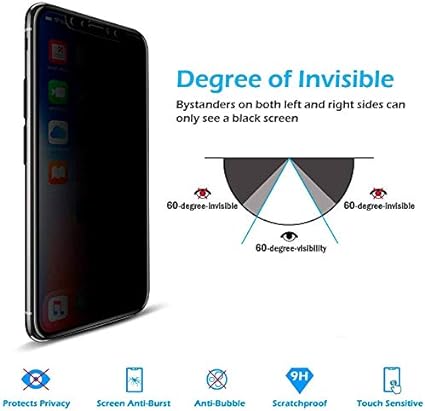 Degree of Invisible
Bystanders on both left and right sides can
only see a black screen
60-degree-invisible
60-degree-invisible
60-degree-visibility
9H
Protects Privacy
Screen Anti-Burst
Anti-Bubble
Scratchproof
Touch Sensitive